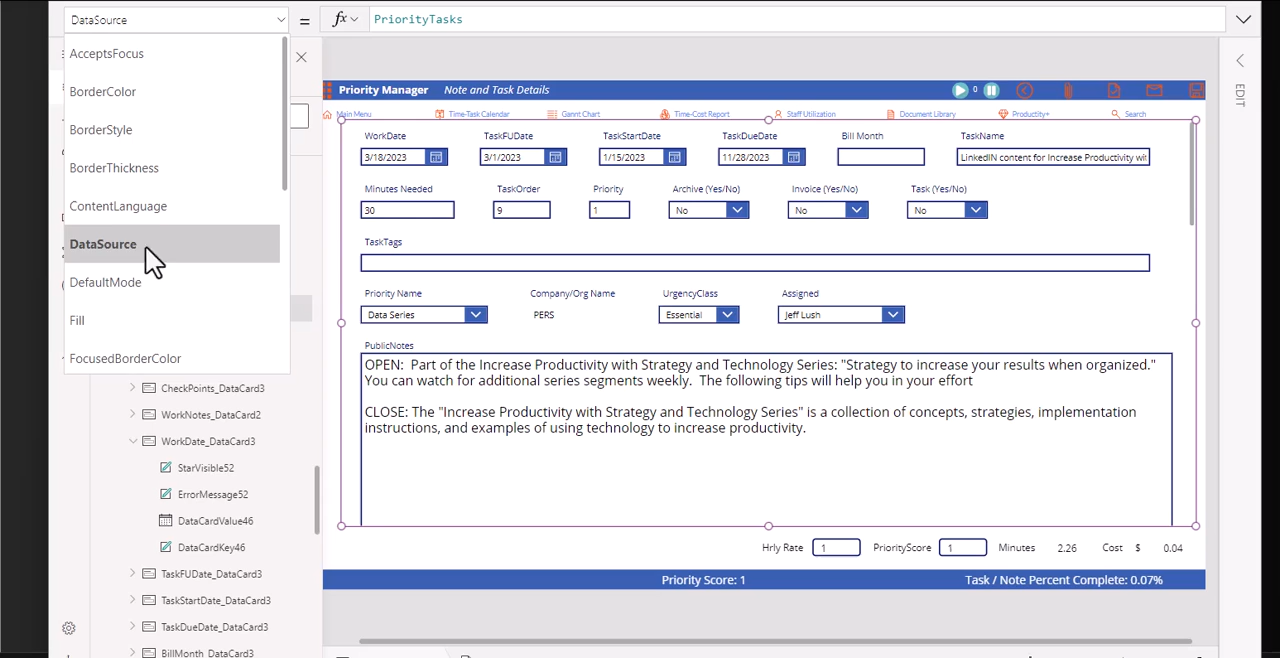 DataSource
= fx PriorityTasks
AcceptsFocus
BorderColor
BorderStyle
BorderThickness
ContentLanguage
DataSource
DefaultMode
Fill
FocusedBorderColor
CheckPoints_DataCard3
WorkNotes_DataCard2
WorkDate_DataCard3
StarVisible52
ErrorMessage52
DataCardValue46
DataCardKey46
TaskFUDate_DataCard3
TaskStartDate_DataCard3
TaskDueDate_DataCard3
BillMonth_DataCard3
Priority Manager Note and Task Details 0
Main Menu Time-Task Calendar Gannt Chart Time-Cost Report Staff Utilization Document Library Productivity+ Search
WorkDate TaskFUDate TaskStartDate TaskDueDate Bill Month TaskName
3/18/2023 3/1/2023 1/15/2023 11/28/2023 LinkedIN content for Increase Productivity wit
Minutes Needed TaskOrder Priority Archive (Yes/No) Invoice (Yes/No) Task (Yes/No)
30 9 1 No No No
TaskTags
Priority Name Company/Org Name UrgencyClass Assigned
Data Series PERS Essential Jeff Lush
PublicNotes
OPEN: Part of the Increase Productivity with Strategy and Technology Series: "Strategy to increase your results when organized."
You can watch for additional series segments weekly. The following tips will help you in your effort
CLOSE: The "Increase Productivity with Strategy and Technology Series" is a collection of concepts, strategies, implementation
instructions, and examples of using technology to increase productivity.
Hrly Rate 1 PriorityScore 1 Minutes 2.26 Cost $ 0.04
Priority Score: 1 Task / Note Percent Complete: 0.07%
EDIT